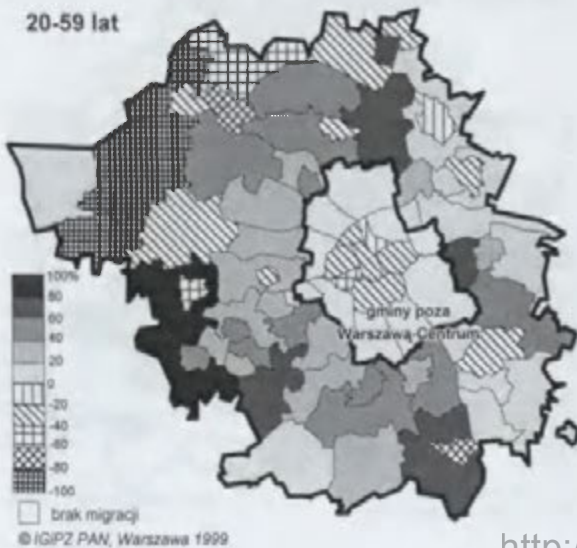 20-59 lat
gminy poza
Warszawą-Centrum
100%
80
60
40
20
0
-20
-40
-60
-80
-100
brak migracji
© IGiPZ PAN, Warszawa 1999
http:/